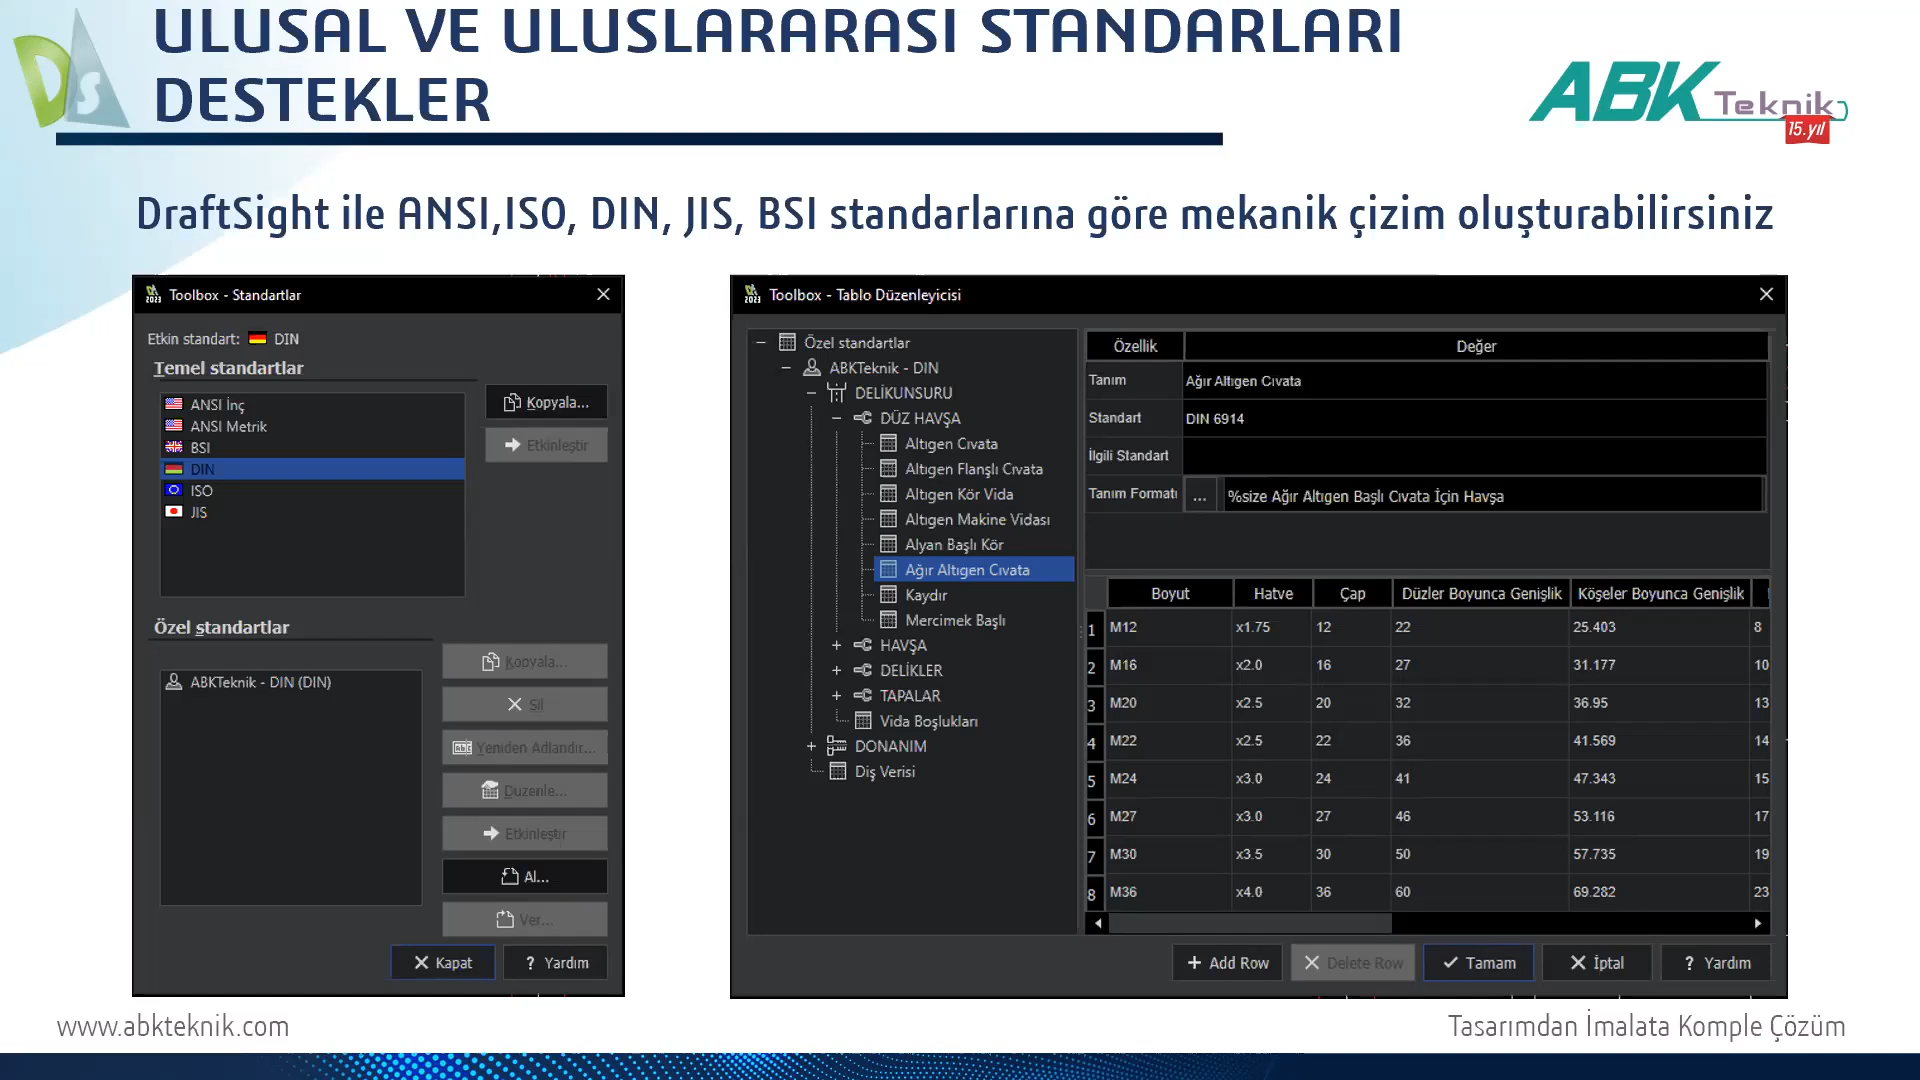 ULUSAL VE ULUSLARARASI STANDARLARI
DESTEKLER
DS
ABK Teknik
15.yıl
DraftSight ile ANSI,ISO, DIN, JIS, BSI standarlarına göre mekanik çizim oluşturabilirsiniz
Toolbox - Standartlar
Etkin standart: DIN
Temel standartlar
ANSI İnç
ANSI Metrik
BSI
DIN
ISO
JIS
Kopyala...
Etkinleştir
Özel standartlar
ABKTeknik - DIN (DIN)
Kopyala...
Sil
Yeniden Adlandır...
Düzenle...
Etkinleştir
Al...
Ver...
Kapat
? Yardım
Toolbox - Tablo Düzenleyicisi
Özel standartlar
ABKTeknik - DIN
DELİKUNSURU
DÜZ HAVŞA
Altıgen Cıvata
Altıgen Flanşlı Cıvata
Altıgen Kör Vida
Altıgen Makine Vidası
Alyan Başlı Kör
Ağır Altıgen Cıvata
Kaydır
Mercimek Başlı
HAVŞA
DELİKLER
TAPALAR
Vida Boşlukları
DONANIM
Diş Verisi
Özellik Değer
Tanım Ağır Altıgen Cıvata
Standart DIN 6914
İlgili Standart
Tanım Formatı ... %size Ağır Altıgen Başlı Cıvata İçin Havşa
Boyut Hatve Çap Düzler Boyunca Genişlik Köşeler Boyunca Genişlik
1 M12 x1.75 12 22 25.403 8
2 M16 x2.0 16 27 31.177 10
3 M20 x2.5 20 32 36.95 13
4 M22 x2.5 22 36 41.569 14
5 M24 x3.0 24 41 47.343 15
6 M27 x3.0 27 46 53.116 17
7 M30 x3.5 30 50 57.735 19
8 M36 x4.0 36 60 69.282 23
+ Add Row
Delete Row
Tamam
İptal
? Yardım
www.abkteknik.com
Tasarımdan İmalata Komple Çözüm